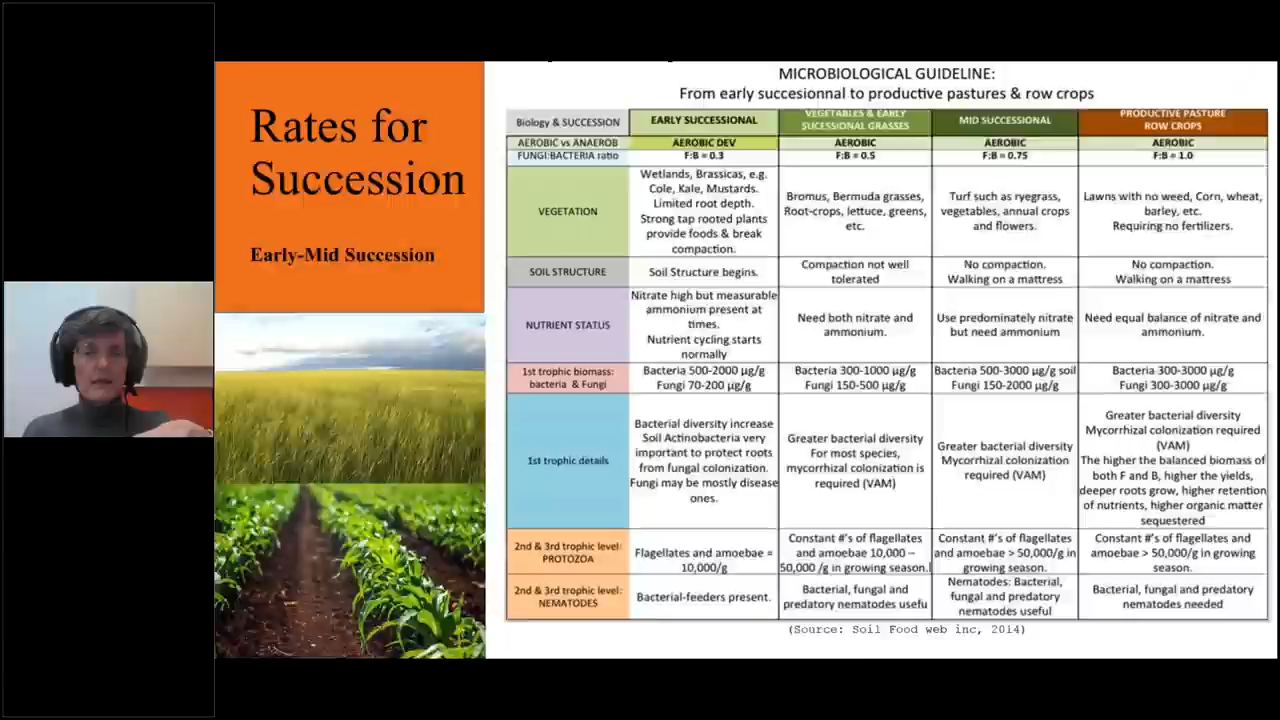 Rates for
Succession
Early-Mid Succession
MICROBIOLOGICAL GUIDELINE:
From early succesionnal to productive pastures & row crops
Biology & SUCCESSION
EARLY SUCCESSIONAL
VEGETABLES & EARLY
SUCESSIONAL GRASSES
MID SUCCESSIONAL
PRODUCTIVE PASTURE
ROW CROPS
AEROBIC vs ANAEROB
AEROBIC DEV
AEROBIC
AEROBIC
AEROBIC
FUNGI:BACTERIA ratio
F:B = 0.3
F:B = 0.5
F:B = 0.75
F:B = 1.0
VEGETATION
Wetlands, Brassicas, e.g.
Cole, Kale, Mustards.
Limited root depth.
Strong tap rooted plants
provide foods & break
compaction.
Bromus, Bermuda grasses,
Root-crops, lettuce, greens,
etc.
Turf such as ryegrass,
vegetables, annual crops
and flowers.
Lawns with no weed, Corn, wheat,
barley, etc.
Requiring no fertilizers.
SOIL STRUCTURE
Soil Structure begins.
Compaction not well
tolerated
No compaction.
Walking on a mattress
No compaction.
Walking on a mattress
NUTRIENT STATUS
Nitrate high but measurable
ammonium present at
times.
Nutrient cycling starts
normally
Need both nitrate and
ammonium.
Use predominately nitrate
but need ammonium
Need equal balance of nitrate and
ammonium.
1st trophic biomass:
bacteria & Fungi
Bacteria 500-2000 µg/g
Fungi 70-200 µg/g
Bacteria 300-1000 µg/g
Fungi 150-500 µg/g
Bacteria 500-3000 µg/g soil
Fungi 150-2000 µg/g
Bacteria 300-3000 µg/g
Fungi 300-3000 µg/g
1st trophic details
Bacterial diversity increase
Soil Actinobacteria very
important to protect roots
from fungal colonization.
Fungi may be mostly disease
ones.
Greater bacterial diversity
For most species,
mycorrhizal colonization is
required (VAM)
Greater bacterial diversity
Mycorrhizal colonization
required (VAM)
Greater bacterial diversity
Mycorrhizal colonization required
(VAM)
The higher the balanced biomass of
both F and B, higher the yields,
deeper roots grow, higher retention
of nutrients, higher organic matter
sequestered
2nd & 3rd trophic level:
PROTOZOA
Flagellates and amoebae =
10,000/g
Constant #'s of flagellates
and amoebae 10,000 –
50,000 /g in growing season.
Constant #'s of flagellates
and amoebae > 50,000/g in
growing season.
Constant #'s of flagellates and
amoebae > 50,000/g in growing
season.
2nd & 3rd trophic level:
NEMATODES
Bacterial-feeders present.
Bacterial, fungal and
predatory nematodes usefu
Nematodes: Bacterial,
fungal and predatory
nematodes useful
Bacterial, fungal and predatory
nematodes needed
(Source: Soil Food web inc, 2014)